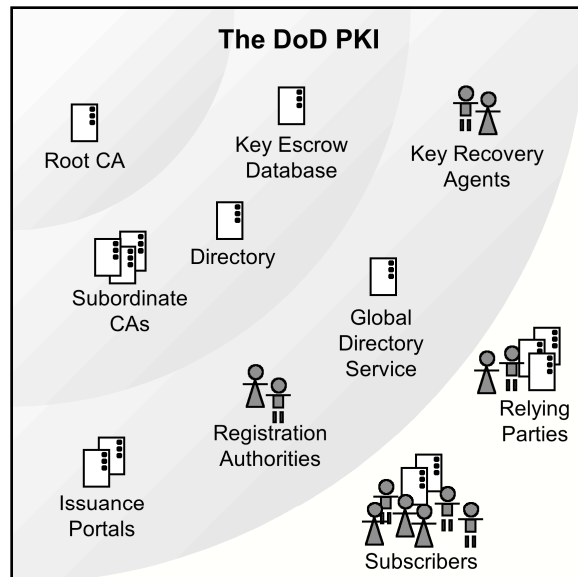 The DoD PKI
Root CA
Key Escrow
Database
Key Recovery
Agents
Directory
Subordinate
CAs
Global
Directory
Service
Relying
Parties
Registration
Authorities
Issuance
Portals
Subscribers